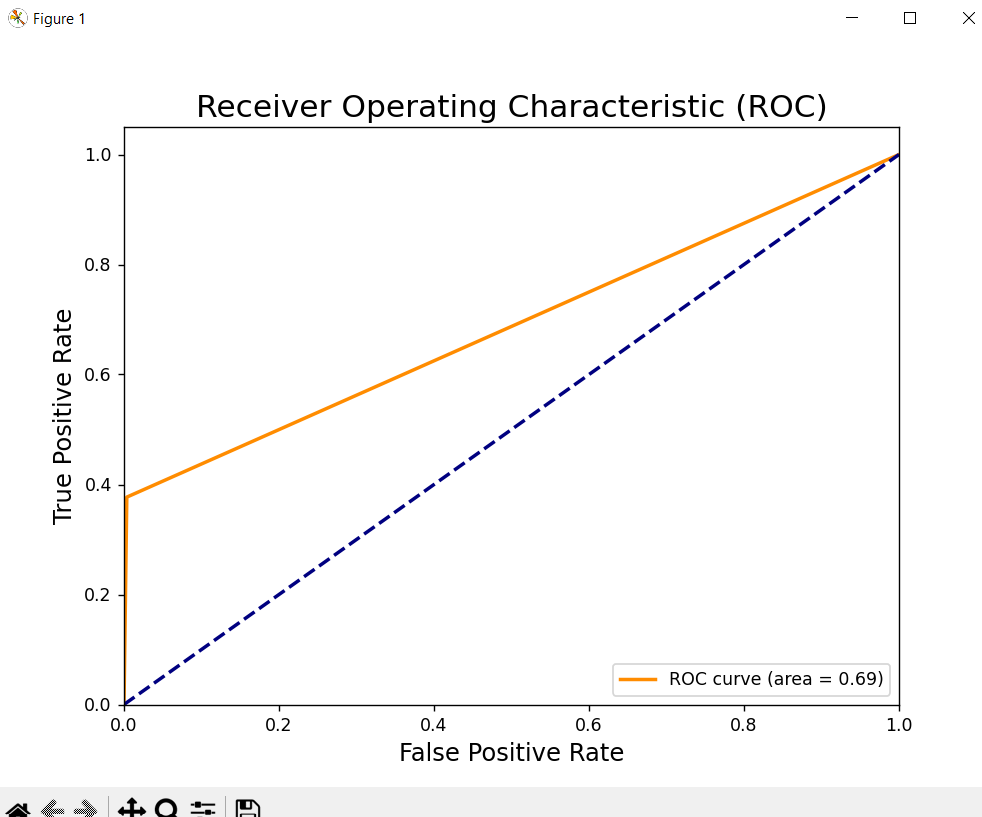 Figure 1
Receiver Operating Characteristic (ROC)
1.0
0.8
0.6
0.4
0.2
0.0
True Positive Rate
ROC curve (area = 0.69)
0.0 0.2 0.4 0.6 0.8 1.0
False Positive Rate